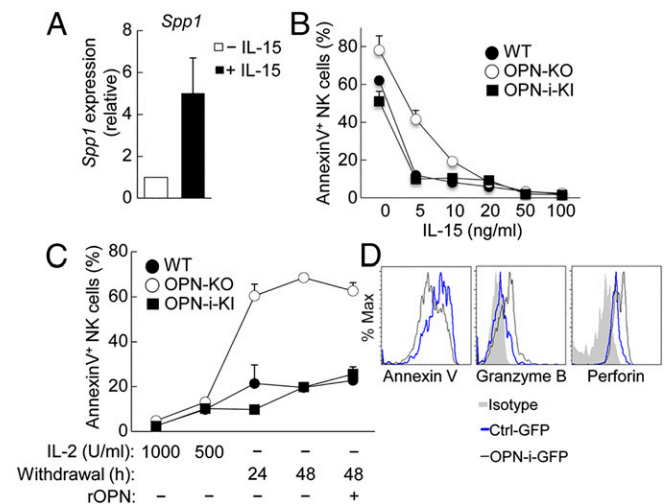 A
Spp1
− IL-15
+ IL-15
Spp1 expression
(relative)
8
6
4
2
0
B
AnnexinV+ NK cells (%)
80
60
40
20
0
WT
OPN-KO
OPN-i-KI
0 5 10 20 50 100
IL-15 (ng/ml)
C
AnnexinV+ NK cells (%)
80
60
40
20
0
WT
OPN-KO
OPN-i-KI
IL-2 (U/ml): 1000 500 − − −
Withdrawal (h): − − 24 48 48
rOPN: − − − − +
D
% Max
Annexin V Granzyme B Perforin
Isotype
Ctrl-GFP
OPN-i-GFP